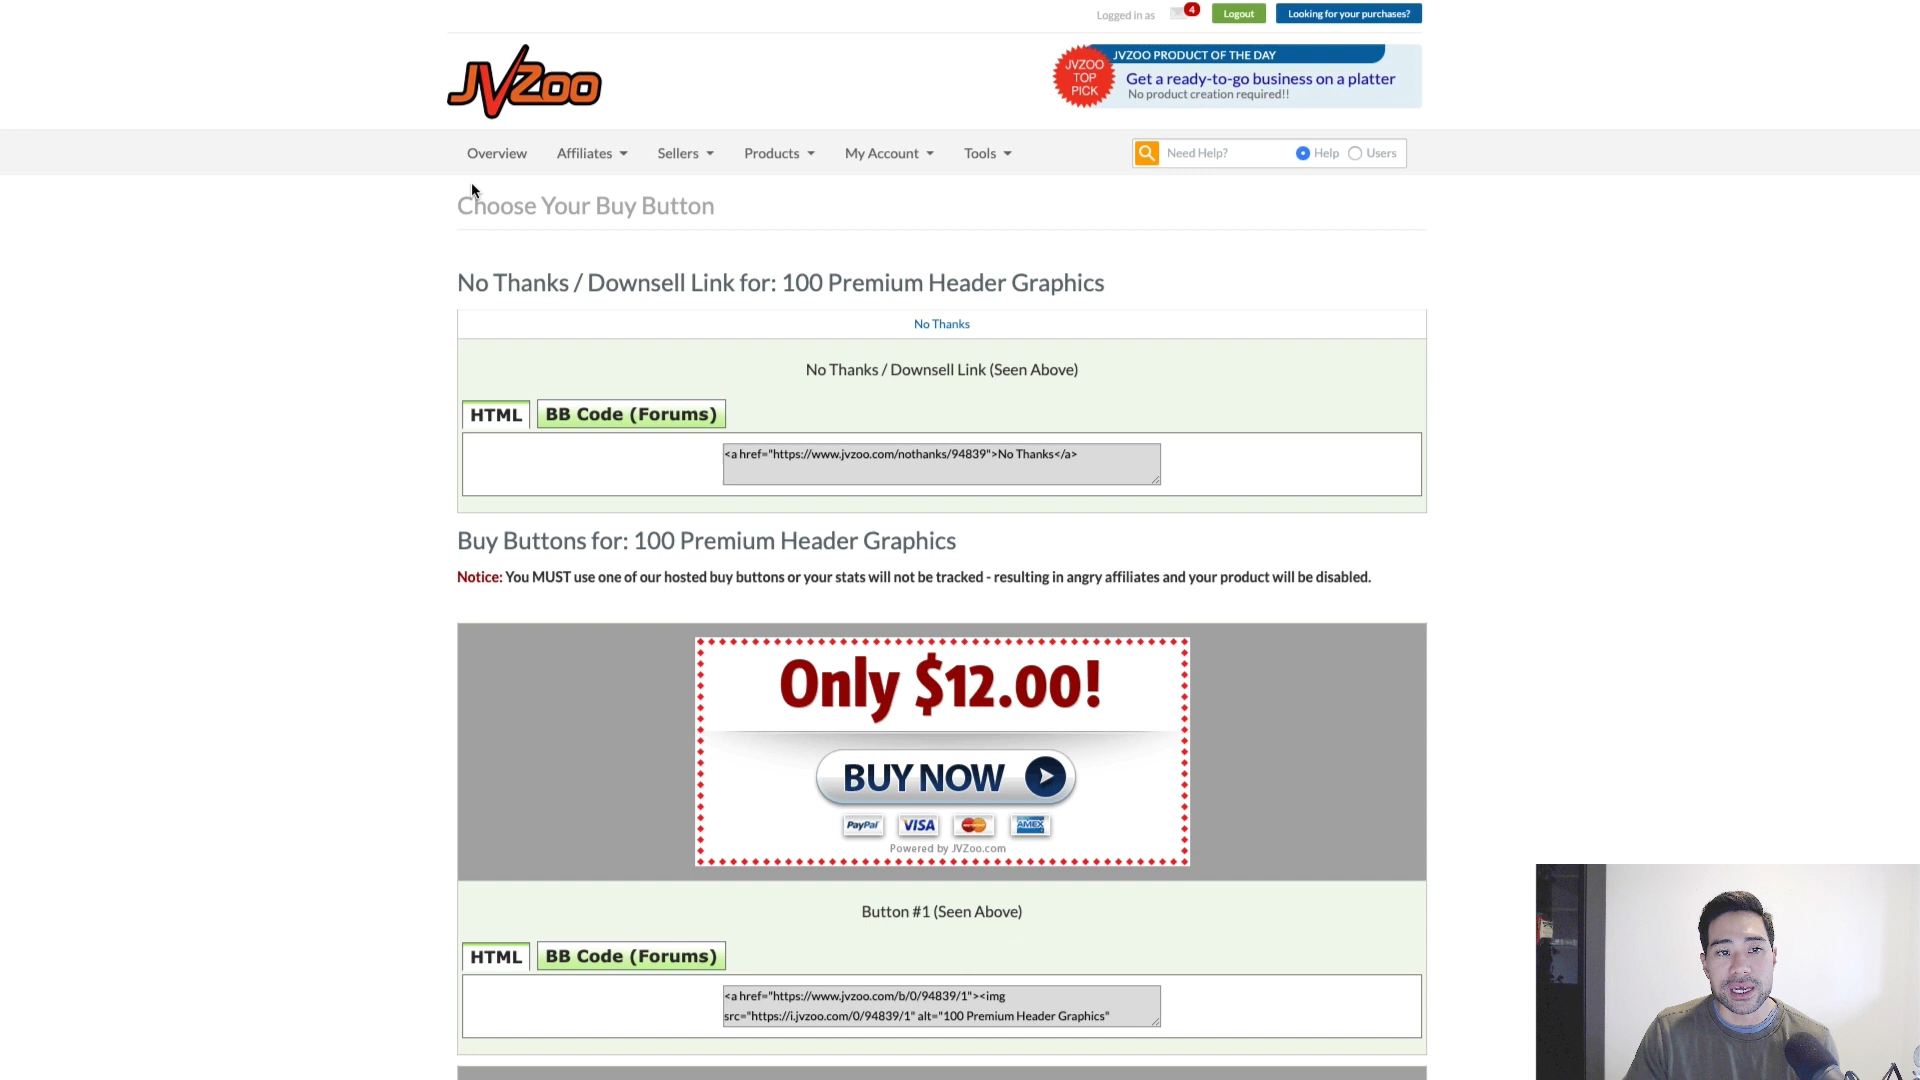 Logged in as
4
Logout
Looking for your purchases?
JVZoo
JVZOO TOP PICK
JVZOO PRODUCT OF THE DAY
Get a ready-to-go business on a platter
No product creation required!!
Overview
Affiliates
Sellers
Products
My Account
Tools
Need Help?
Help
Users
Choose Your Buy Button
No Thanks / Downsell Link for: 100 Premium Header Graphics
No Thanks
No Thanks / Downsell Link (Seen Above)
HTML
BB Code (Forums)
<a href="https://www.jvzoo.com/nothanks/94839">No Thanks</a>
Buy Buttons for: 100 Premium Header Graphics
Notice: You MUST use one of our hosted buy buttons or your stats will not be tracked - resulting in angry affiliates and your product will be disabled.
Only $12.00!
BUY NOW
PayPal
VISA
AMEX
Powered by JVZoo.com
Button #1 (Seen Above)
HTML
BB Code (Forums)
<a href="https://www.jvzoo.com/b/0/94839/1"><img
src="https://i.jvzoo.com/0/94839/1" alt="100 Premium Header Graphics"